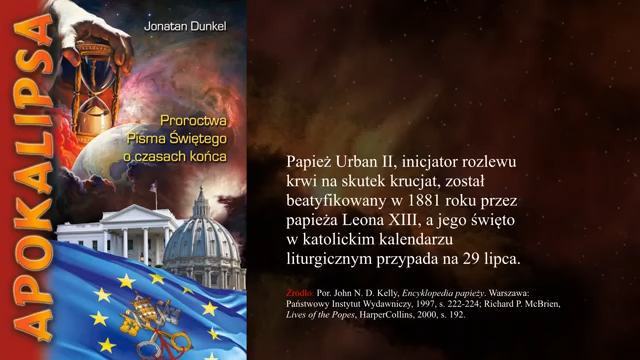 APOKALIPSA
Jonatan Dunkel
Proroctwa
Pisma Świętego
o czasach końca
Papież Urban II, inicjator rozlewu
krwi na skutek krucjat, został
beatyfikowany w 1881 roku przez
papieża Leona XIII, a jego święto
w katolickim kalendarzu
liturgicznym przypada na 29 lipca.
Źródło: Por. John N. D. Kelly, Encyklopedia papieży. Warszawa:
Państwowy Instytut Wydawniczy, 1997, s. 222-224; Richard P. McBrien,
Lives of the Popes, HarperCollins, 2000, s. 192.